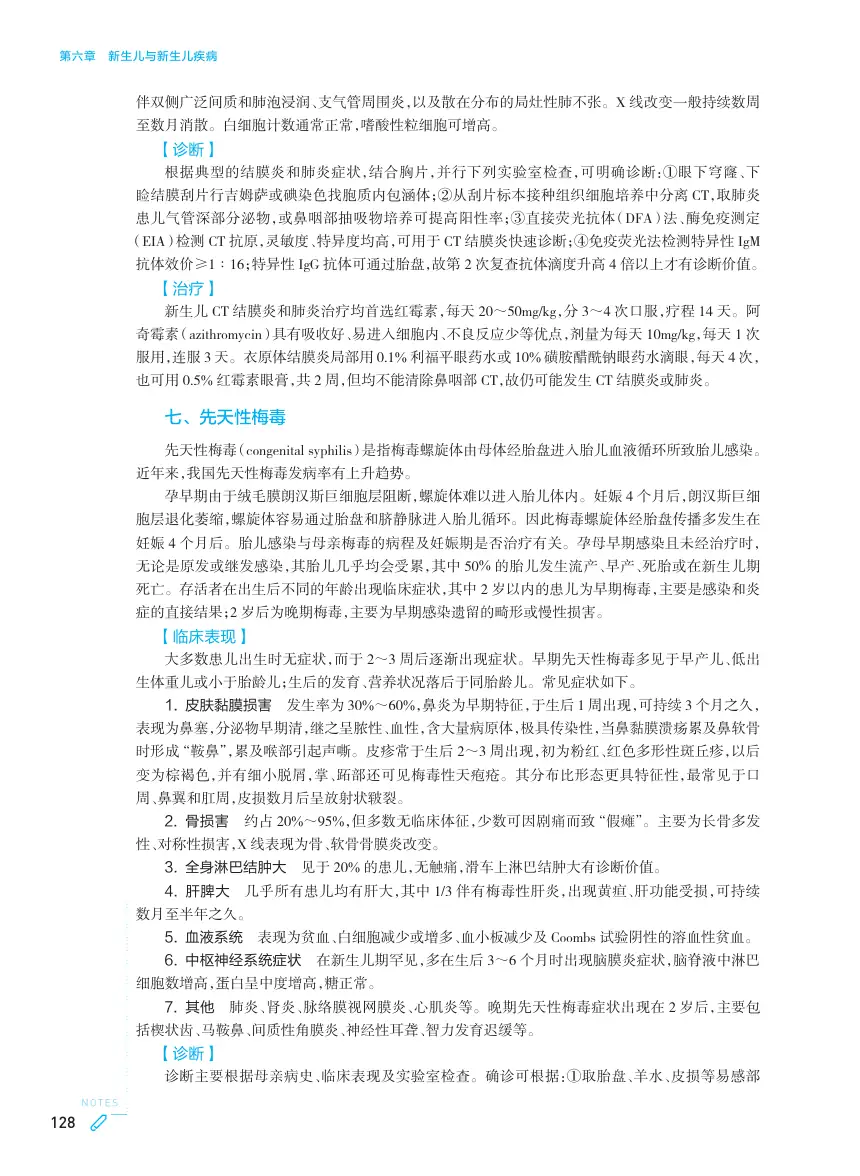 第六章　新生儿与新生儿疾病
伴双侧广泛间质和肺泡浸润、支气管周围炎,以及散在分布的局灶性肺不张。X 线改变一般持续数周
至数月消散。白细胞计数通常正常,嗜酸性粒细胞可增高。
【诊断】
根据典型的结膜炎和肺炎症状,结合胸片,并行下列实验室检查,可明确诊断:①眼下穹窿、下
睑结膜刮片行吉姆萨或碘染色找胞质内包涵体;②从刮片标本接种组织细胞培养中分离 CT,取肺炎
患儿气管深部分泌物,或鼻咽部抽吸物培养可提高阳性率;③直接荧光抗体(DFA)法、酶免疫测定
(EIA)检测 CT 抗原,灵敏度、特异度均高,可用于 CT 结膜炎快速诊断;④免疫荧光法检测特异性 IgM
抗体效价≥1∶16;特异性 IgG 抗体可通过胎盘,故第 2 次复查抗体滴度升高 4 倍以上才有诊断价值。
【治疗】
新生儿 CT 结膜炎和肺炎治疗均首选红霉素,每天 20～50mg/kg,分 3～4 次口服,疗程 14 天。阿
奇霉素(azithromycin)具有吸收好、易进入细胞内、不良反应少等优点,剂量为每天 10mg/kg,每天 1 次
服用,连服 3 天。衣原体结膜炎局部用 0.1% 利福平眼药水或 10% 磺胺醋酰钠眼药水滴眼,每天 4 次,
也可用 0.5% 红霉素眼膏,共 2 周,但均不能清除鼻咽部 CT,故仍可能发生 CT 结膜炎或肺炎。
七、先天性梅毒
先天性梅毒(congenital syphilis)是指梅毒螺旋体由母体经胎盘进入胎儿血液循环所致胎儿感染。
近年来,我国先天性梅毒发病率有上升趋势。
孕早期由于绒毛膜朗汉斯巨细胞层阻断,螺旋体难以进入胎儿体内。妊娠 4 个月后,朗汉斯巨细
胞层退化萎缩,螺旋体容易通过胎盘和脐静脉进入胎儿循环。因此梅毒螺旋体经胎盘传播多发生在
妊娠 4 个月后。胎儿感染与母亲梅毒的病程及妊娠期是否治疗有关。孕母早期感染且未经治疗时,
无论是原发或继发感染,其胎儿几乎均会受累,其中 50% 的胎儿发生流产、早产、死胎或在新生儿期
死亡。存活者在出生后不同的年龄出现临床症状,其中 2 岁以内的患儿为早期梅毒,主要是感染和炎
症的直接结果;2 岁后为晚期梅毒,主要为早期感染遗留的畸形或慢性损害。
【临床表现】
大多数患儿出生时无症状,而于 2～3 周后逐渐出现症状。早期先天性梅毒多见于早产儿、低出
生体重儿或小于胎龄儿;生后的发育、营养状况落后于同胎龄儿。常见症状如下。
1. 皮肤黏膜损害　发生率为 30%～60%,鼻炎为早期特征,于生后 1 周出现,可持续 3 个月之久,
表现为鼻塞,分泌物早期清,继之呈脓性、血性,含大量病原体,极具传染性,当鼻黏膜溃疡累及鼻软骨
时形成“鞍鼻”,累及喉部引起声嘶。皮疹常于生后 2～3 周出现,初为粉红、红色多形性斑丘疹,以后
变为棕褐色,并有细小脱屑,掌、跖部还可见梅毒性天疱疮。其分布比形态更具特征性,最常见于口
周、鼻翼和肛周,皮损数月后呈放射状皲裂。
2. 骨损害　约占 20%～95%,但多数无临床体征,少数可因剧痛而致“假瘫”。主要为长骨多发
性、对称性损害,X 线表现为骨、软骨骨膜炎改变。
3. 全身淋巴结肿大　见于 20% 的患儿,无触痛,滑车上淋巴结肿大有诊断价值。
4. 肝脾大　几乎所有患儿均有肝大,其中 1/3 伴有梅毒性肝炎,出现黄疸、肝功能受损,可持续
数月至半年之久。
5. 血液系统　表现为贫血、白细胞减少或增多、血小板减少及 Coombs 试验阴性的溶血性贫血。
6. 中枢神经系统症状　在新生儿期罕见,多在生后 3～6 个月时出现脑膜炎症状,脑脊液中淋巴
细胞数增高,蛋白呈中度增高,糖正常。
7. 其他　肺炎、肾炎、脉络膜视网膜炎、心肌炎等。晚期先天性梅毒症状出现在 2 岁后,主要包
括楔状齿、马鞍鼻、间质性角膜炎、神经性耳聋、智力发育迟缓等。
【诊断】
诊断主要根据母亲病史、临床表现及实验室检查。确诊可根据:①取胎盘、羊水、皮损等易感部
NOTES
128